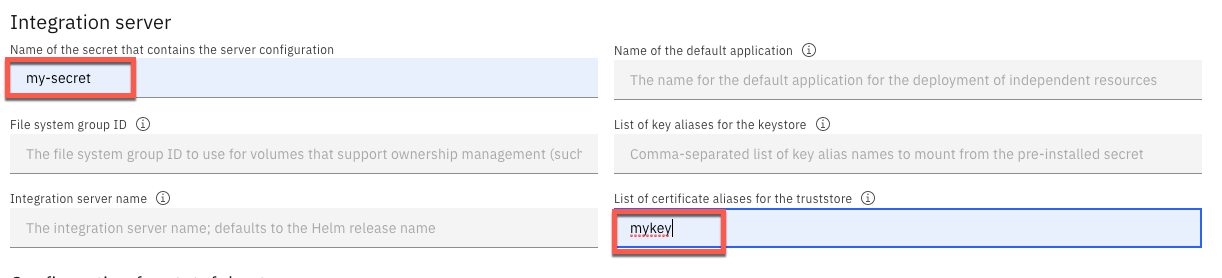 Integration server
Name of the secret that contains the server configuration
Name of the default application
my-secret
The name for the default application for the deployment of independent resources
File system group ID
List of key aliases for the keystore
The file system group ID to use for volumes that support ownership management (such
Comma-separated list of key alias names to mount from the pre-installed secret
Integration server name
List of certificate aliases for the truststore
The integration server name; defaults to the Helm release name
mykey